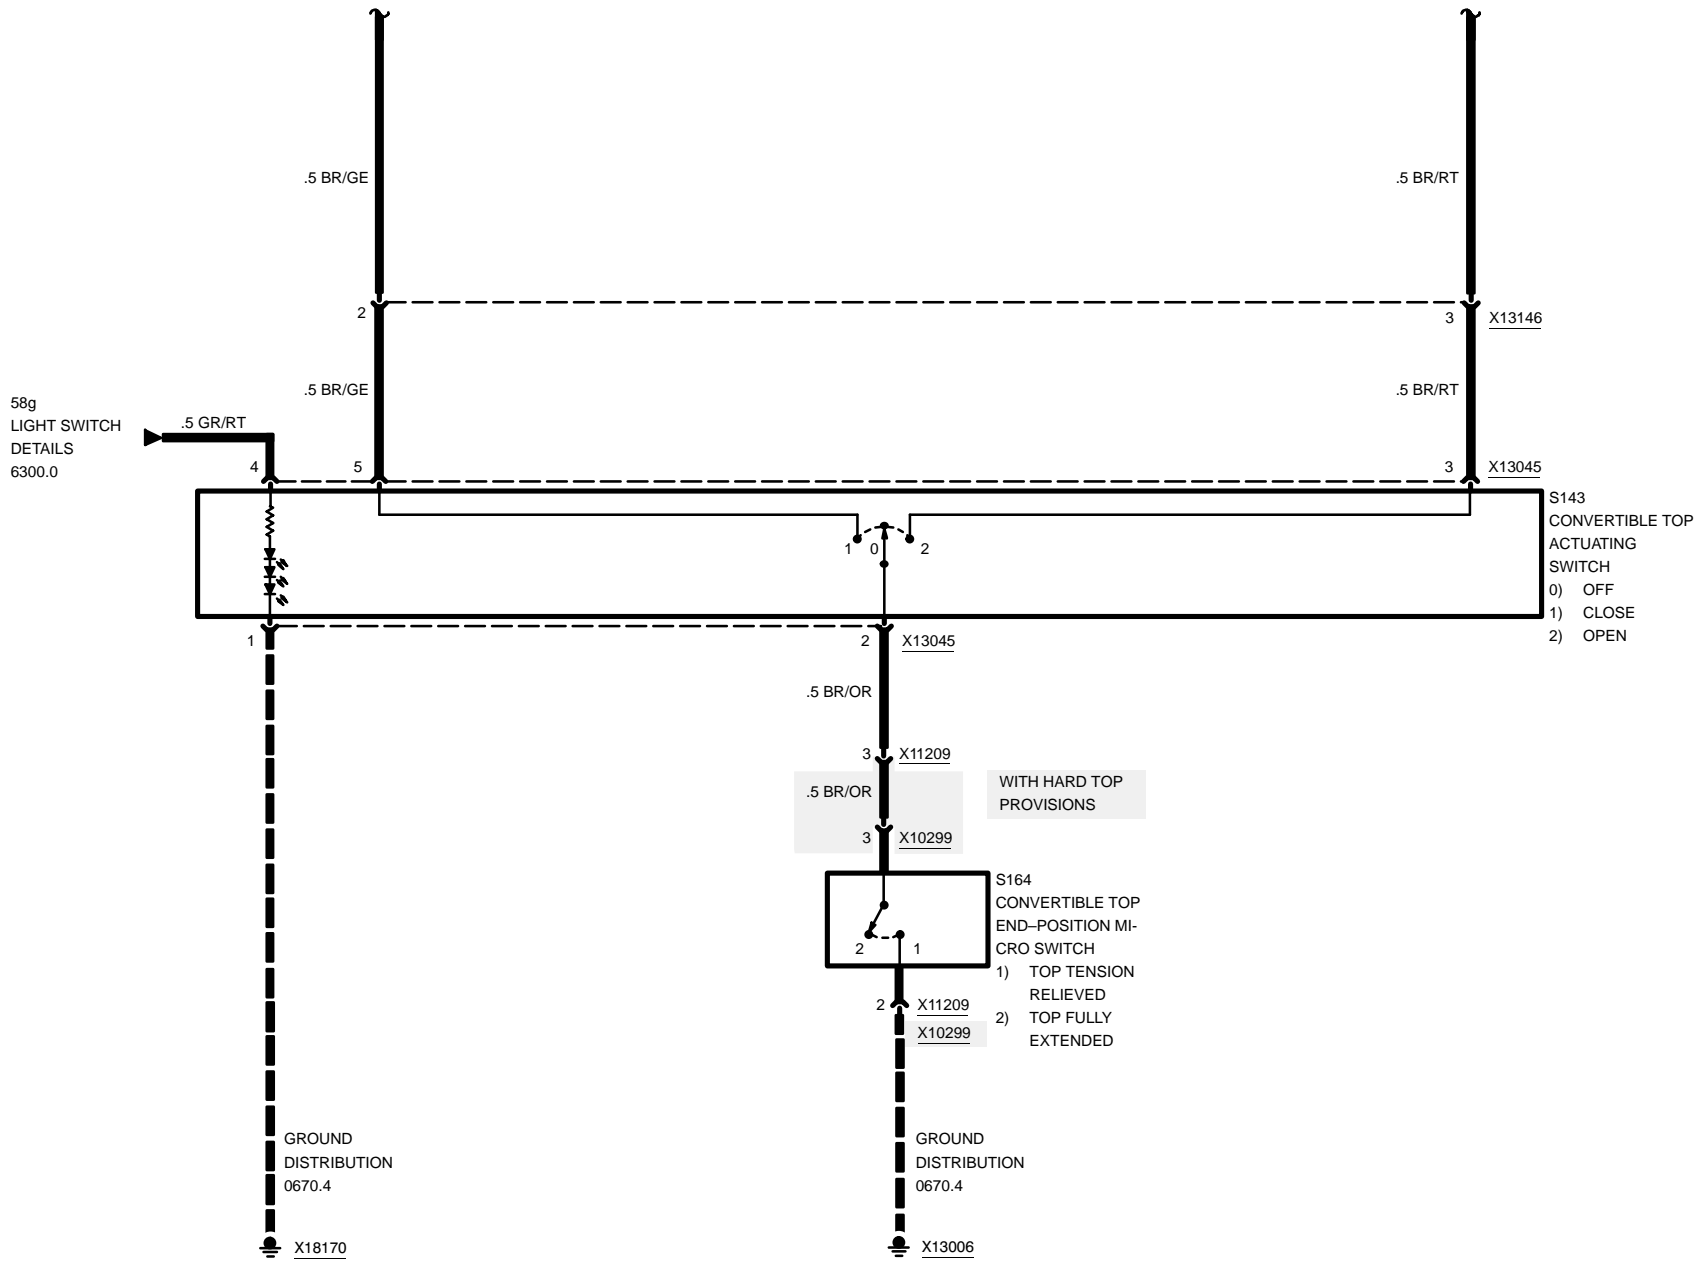 .5 BR/GE
.5 BR/RT
2
3
X13146
.5 BR/GE
.5 BR/RT
58g
LIGHT SWITCH
DETAILS
6300.0
.5 GR/RT
4
5
3
X13045
S143
CONVERTIBLE TOP
ACTUATING
SWITCH
0) OFF
1) CLOSE
2) OPEN
1
0
2
1
2
X13045
.5 BR/OR
3
X11209
.5 BR/OR
WITH HARD TOP
PROVISIONS
3
X10299
S164
CONVERTIBLE TOP
END–POSITION MI-
CRO SWITCH
1) TOP TENSION
RELIEVED
2) TOP FULLY
EXTENDED
2
1
2
X11209
X10299
GROUND
DISTRIBUTION
0670.4
GROUND
DISTRIBUTION
0670.4
X18170
X13006